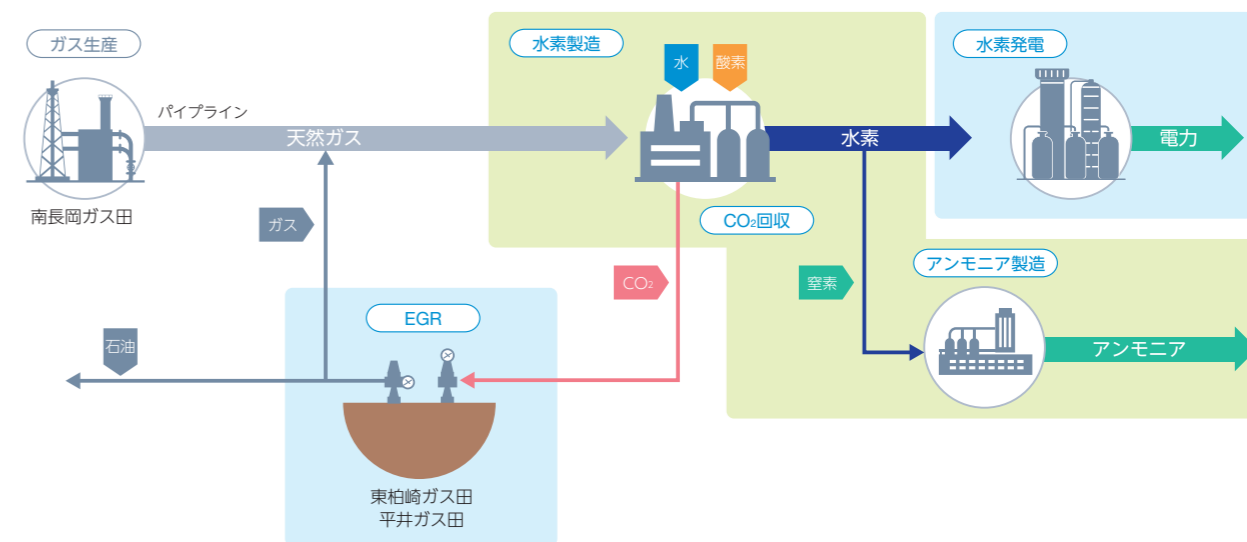 ガス生産
水素製造
水素発電
水
酸素
パイプライン
天然ガス
水素
電力
南長岡ガス田
ガス
CO₂回収
アンモニア製造
CO₂
窒素
EGR
石油
アンモニア
東柏崎ガス田
平井ガス田